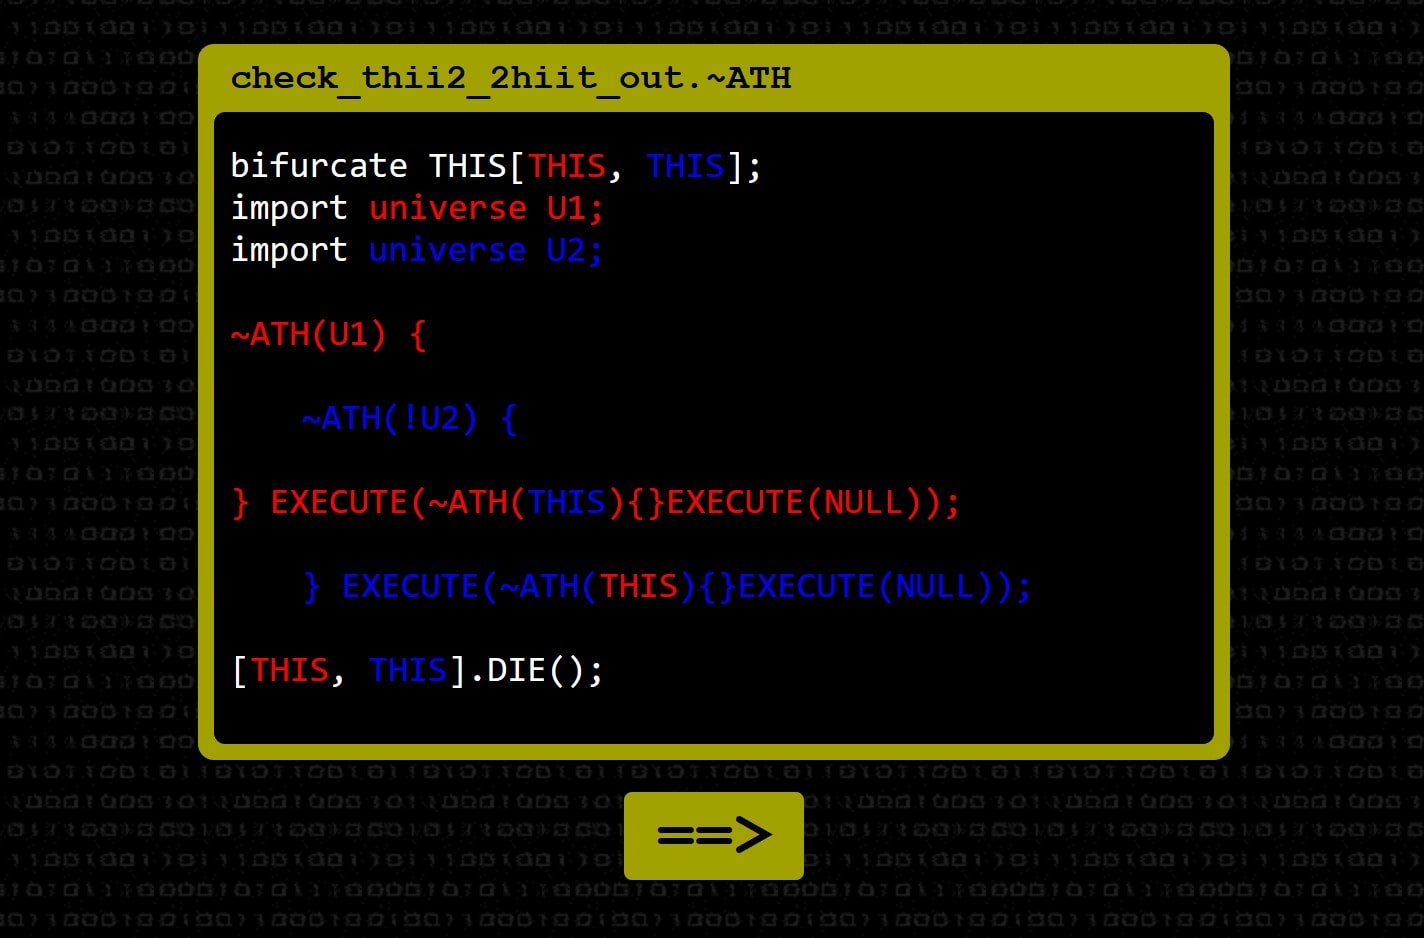 check_thii2_2hiit_out.~ATH
bifurcate THIS[THIS, THIS];
import universe U1;
import universe U2;
~ATH(U1) {
~ATH(!U2) {
} EXECUTE(~ATH(THIS){}EXECUTE(NULL));
} EXECUTE(~ATH(THIS){}EXECUTE(NULL));
[THIS, THIS].DIE();
==>